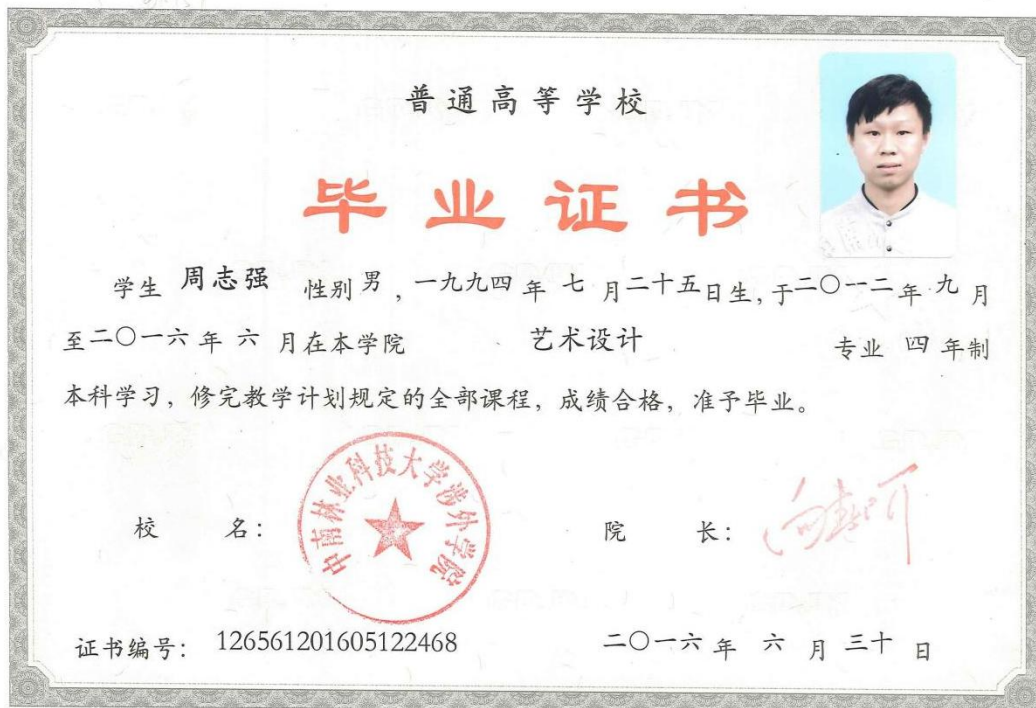 普通高等学校
毕业证书
学生 周志强 性别 男 , 一九九四 年 七 月 二十五 日生, 于 二〇一二 年 九 月
至 二〇一六 年 六 月在本学院 艺术设计 专业 四 年制
本科学习, 修完教学计划规定的全部课程, 成绩合格, 准予毕业。
校 名:
中南林业科技大学涉外学院
院 长:
证书编号: 126561201605122468
二〇一六 年 六 月 三十 日